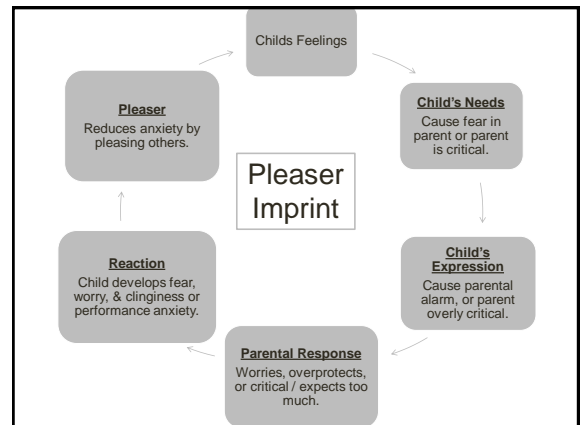 Childs Feelings
Child's Needs
Cause fear in
parent or parent
is critical.
Child's
Expression
Cause parental
alarm, or parent
overly critical.
Parental Response
Worries, overprotects,
or critical / expects too
much.
Reaction
Child develops fear,
worry, & clinginess or
performance anxiety.
Pleaser
Reduces anxiety by
pleasing others.
Pleaser
Imprint